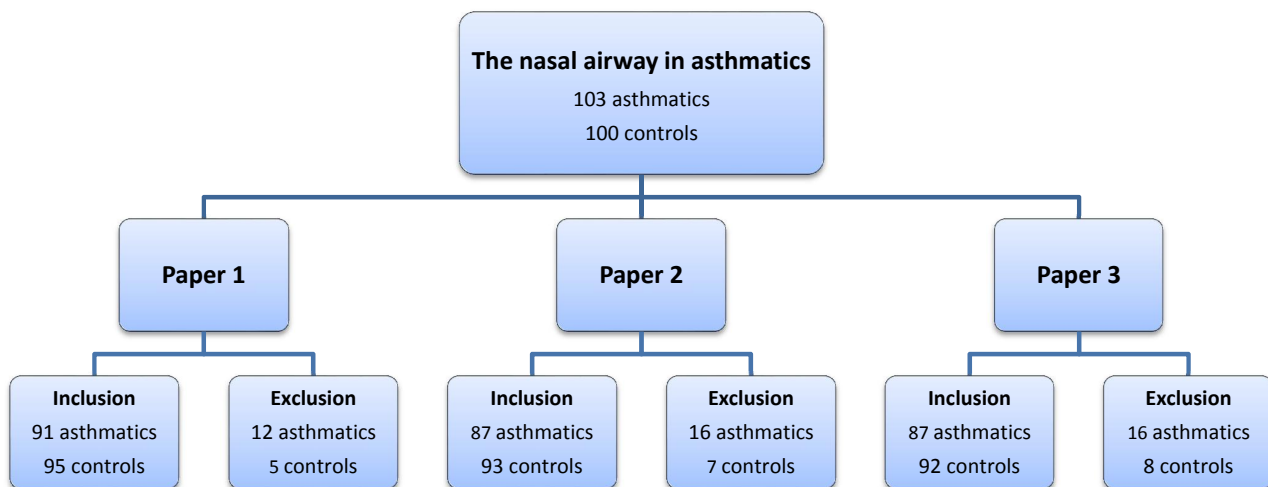 The nasal airway in asthmatics
103 asthmatics
100 controls
Paper 1
Paper 2
Paper 3
Inclusion
91 asthmatics
95 controls
Exclusion
12 asthmatics
5 controls
Inclusion
87 asthmatics
93 controls
Exclusion
16 asthmatics
7 controls
Inclusion
87 asthmatics
92 controls
Exclusion
16 asthmatics
8 controls